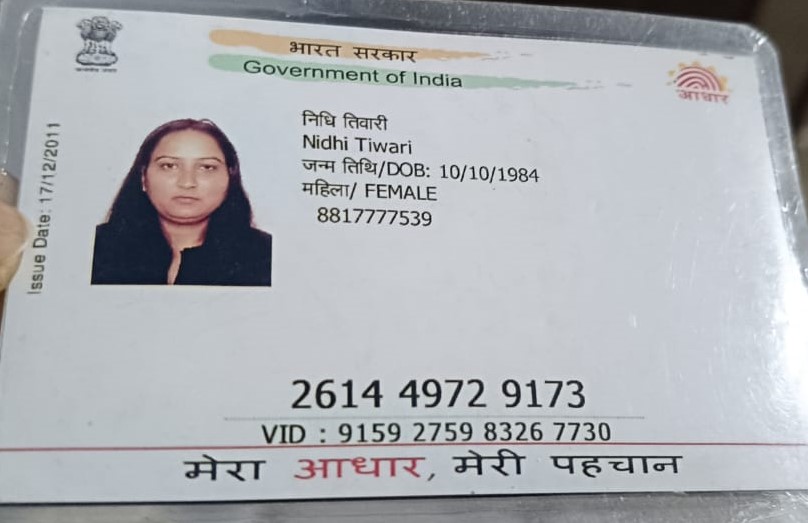 भारत सरकार
Government of India
आधार
Issue Date: 17/12/2011
निधि तिवारी
Nidhi Tiwari
जन्म तिथि/DOB: 10/10/1984
महिला/ FEMALE
8817777539
2614 4972 9173
VID : 9159 2759 8326 7730
मेरा आधार, मेरी पहचान